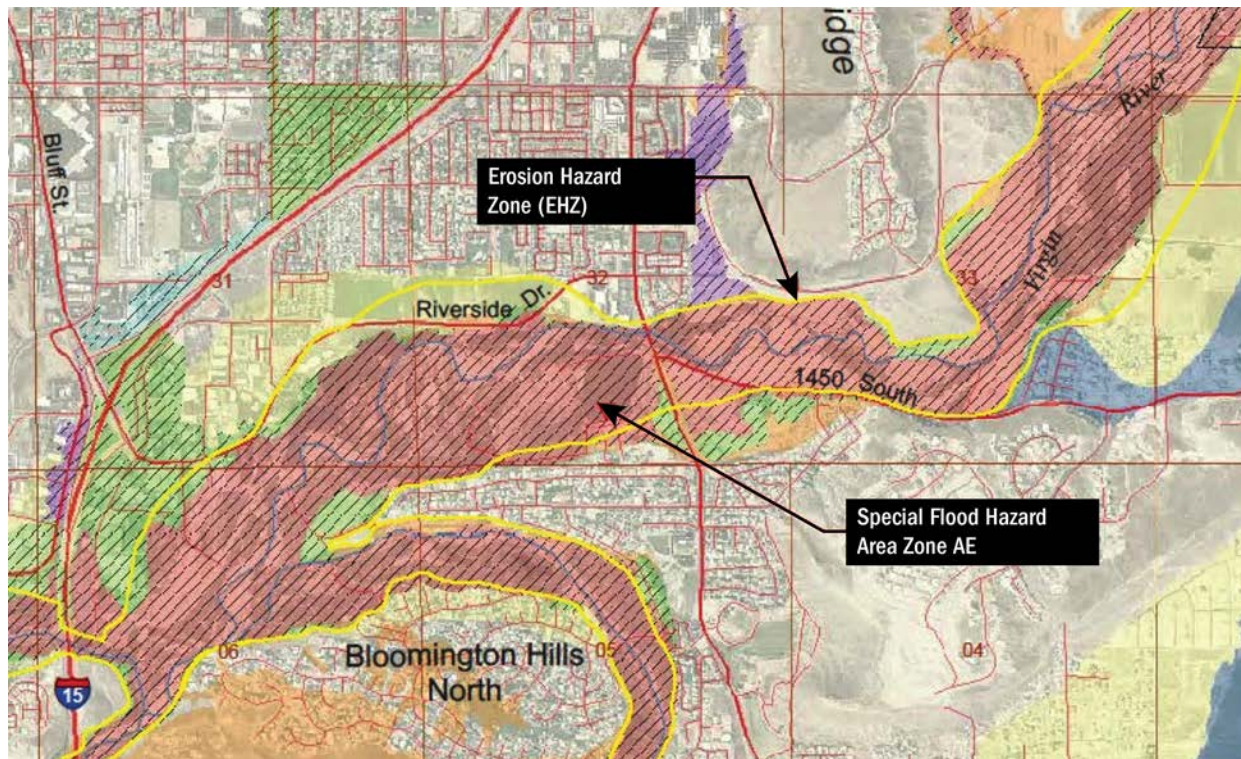 idge
River
Bluff St.
Erosion Hazard
Zone (EHZ)
31
32
33
Virgin
Riverside Dr.
1450 South
Special Flood Hazard
Area Zone AE
06
05
04
Bloomington Hills
North
15